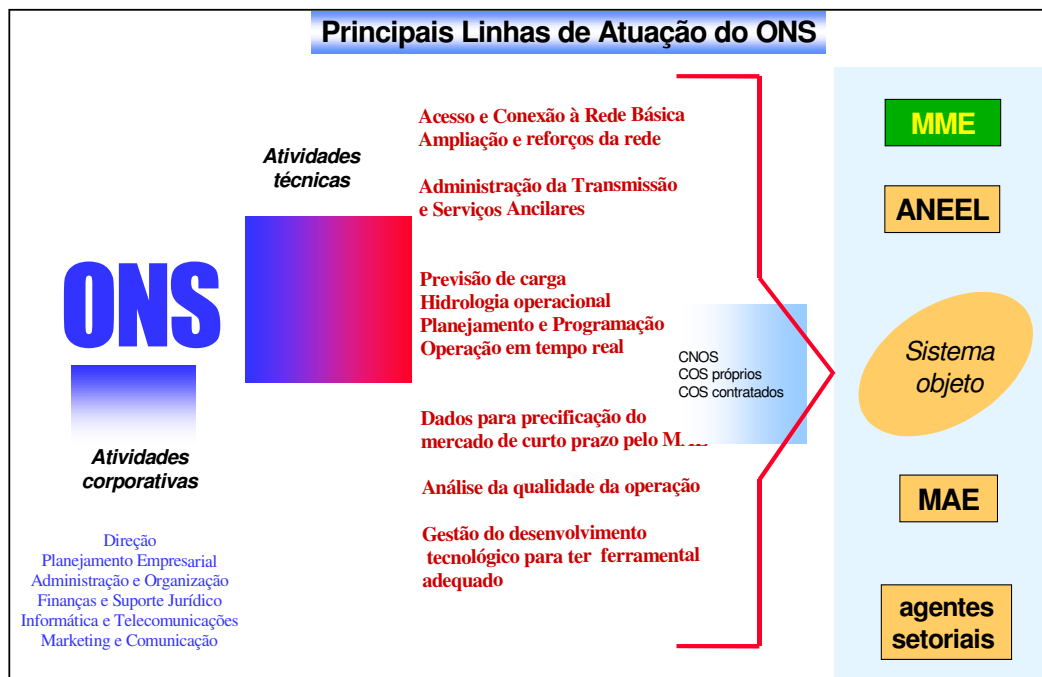 Principais Linhas de Atuação do ONS
Atividades
técnicas
ONS
Atividades
corporativas
Direção
Planejamento Empresarial
Administração e Organização
Finanças e Suporte Jurídico
Informática e Telecomunicações
Marketing e Comunicação
Acesso e Conexão à Rede Básica
Ampliação e reforços da rede
Administração da Transmissão
e Serviços Ancilares
Previsão de carga
Hidrologia operacional
Planejamento e Programação
Operação em tempo real
CNOS
COS próprios
COS contratados
Dados para precificação do
mercado de curto prazo pelo
Análise da qualidade da operação
Gestão do desenvolvimento
tecnológico para ter ferramental
adequado
MME
ANEEL
Sistema
objeto
MAE
agentes
setoriais